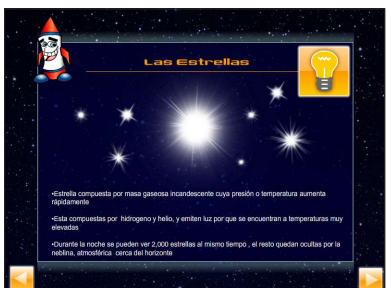 Las Estrellas
•Estrella compuesta por masa gaseosa incandescente cuya presión o temperatura aumenta
rápidamente
•Esta compuestas por hidrogeno y helio, y emiten luz por que se encuentran a temperaturas muy
elevadas
•Durante la noche se pueden ver 2,000 estrellas al mismo tiempo , el resto quedan ocultas por la
neblina, atmosférica cerca del horizonte